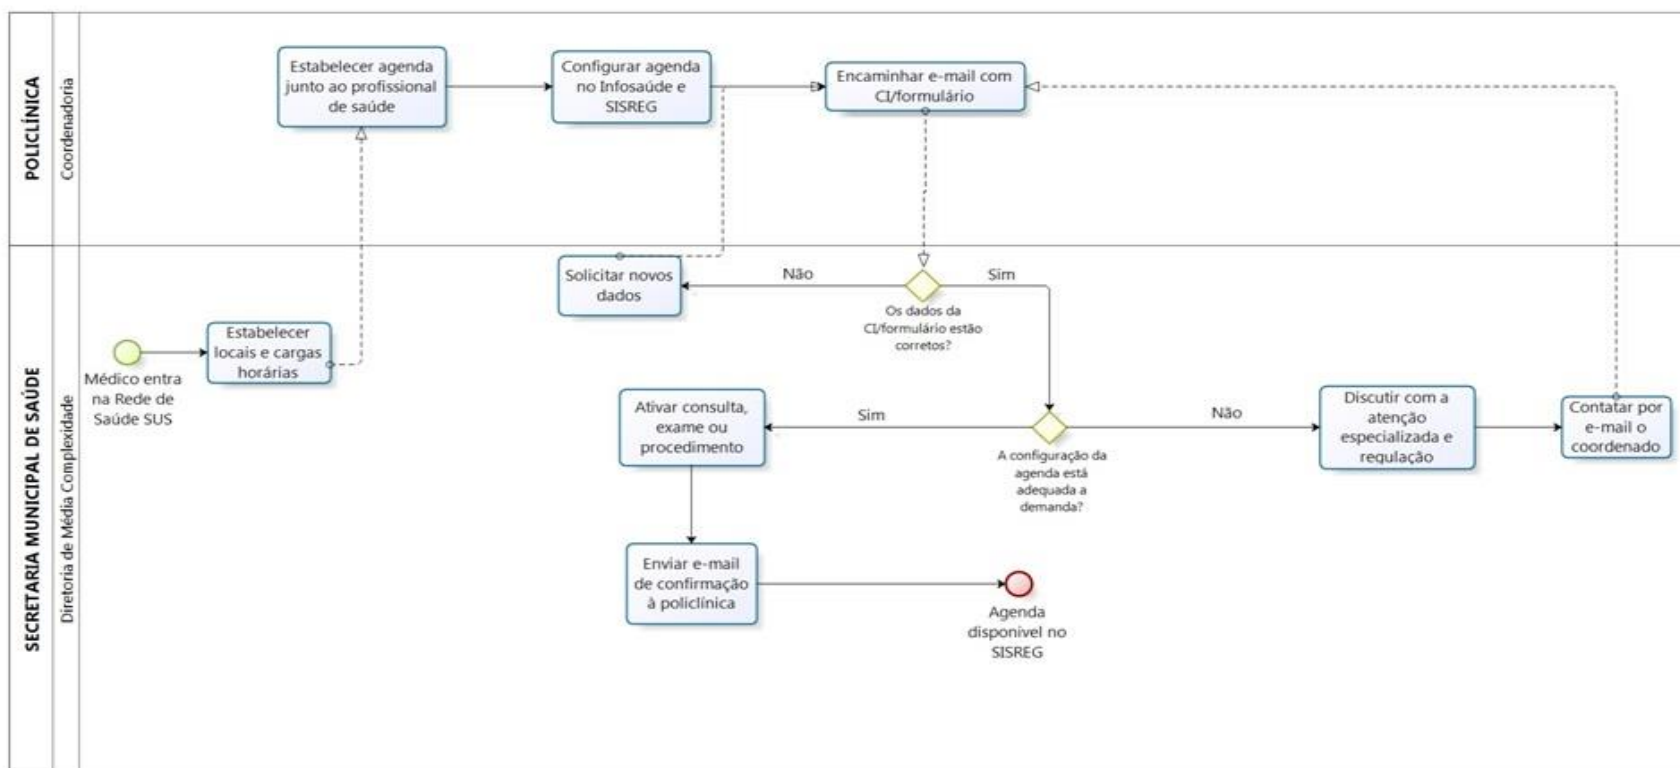 POLICLÍNICA
Coordenadoria
Estabelecer agenda
junto ao profissional
de saúde
Configurar agenda
no Infosaúde e
SISREG
Encaminhar e-mail com
CI/formulário
SECRETARIA MUNICIPAL DE SAÚDE
Diretoria de Média Complexidade
Médico entra
na Rede de
Saúde SUS
Estabelecer
locais e cargas
horárias
Solicitar novos
dados
Não
Sim
Os dados da
CI/formulário estão
corretos?
Ativar consulta,
exame ou
procedimento
Sim
A configuração da
agenda está
adequada a
demanda?
Não
Discutir com a
atenção
especializada e
regulação
Contatar por
e-mail o
coordenado
Enviar e-mail
de confirmação
à policlínica
Agenda
disponível no
SISREG